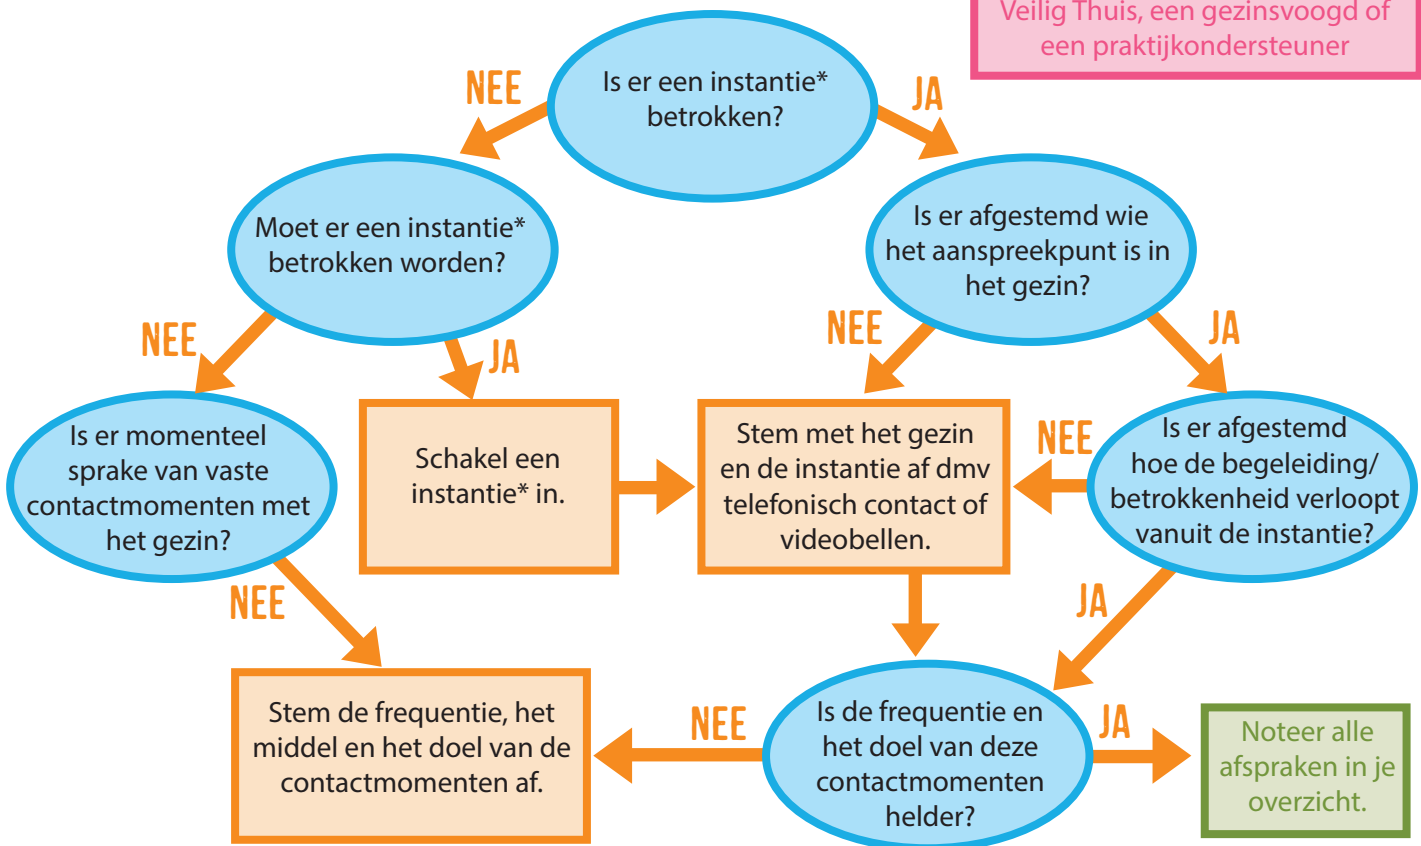 Veilig Thuis, een gezinsvoogd of
een praktijkondersteuner
NEE
Is er een instantie*
betrokken?
JA
Moet er een instantie*
betrokken worden?
Is er afgestemd wie
het aanspreekpunt is in
het gezin?
NEE
JA
NEE
JA
Is er momenteel
sprake van vaste
contactmomenten met
het gezin?
Schakel een
instantie* in.
Stem met het gezin
en de instantie af dmv
telefonisch contact of
videobellen.
NEE
Is er afgestemd
hoe de begeleiding/
betrokkenheid verloopt
vanuit de instantie?
NEE
JA
Stem de frequentie, het
middel en het doel van de
contactmomenten af.
NEE
Is de frequentie en
het doel van deze
contactmomenten
helder?
JA
Noteer alle
afspraken in je
overzicht.